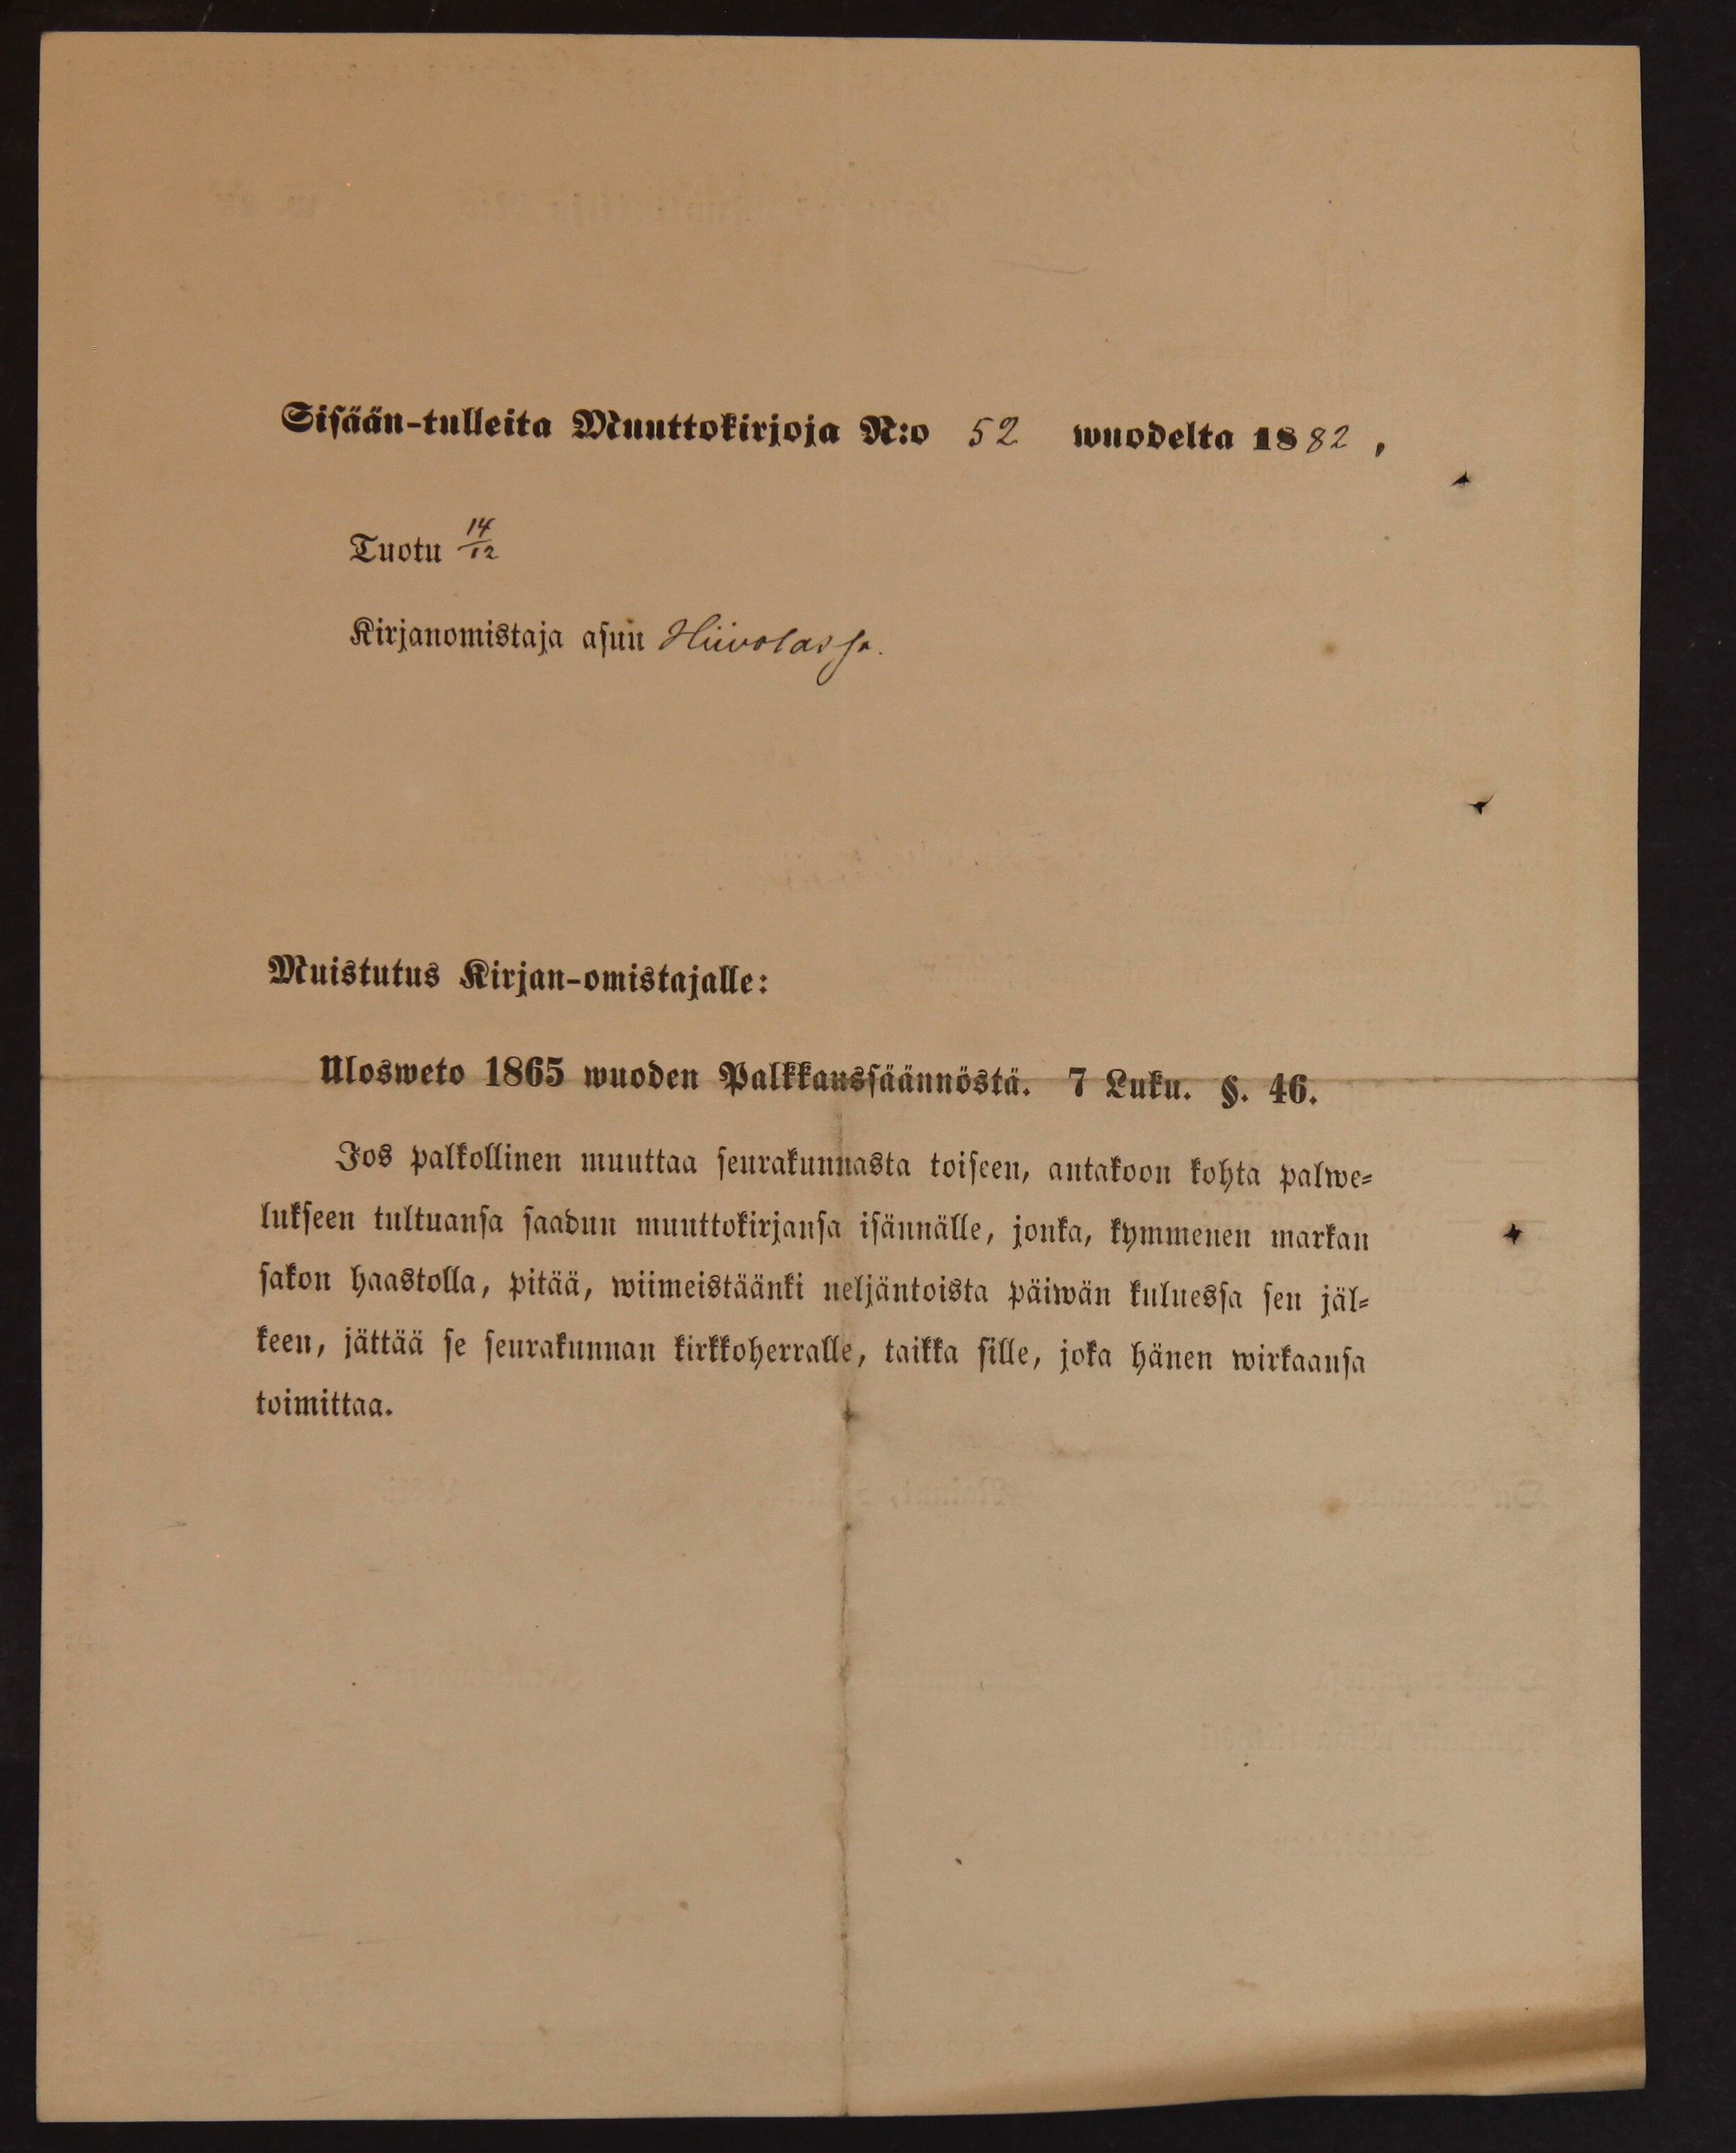 Sisään-tulleita Muuttokirjoja N:o 52 wuodelta 1882,
Tuotu 14/12
Kirjanomistaja asuu Hiivolassa.
Muistutus Kirjan-omistajalle:
Ulosweto 1865 wuoden Palkkaussäännöstä. 7 Luku. §. 46.
Jos palkollinen muuttaa seurakunnasta toiseen, antakoon kohta palwe-
lukseen tultuansa saadun muuttokirjansa isännälle, jonka, kymmenen markan
sakon haastolla, pitää, wiimeistäänki neljäntoista päiwän kuluessa sen jäl-
keen, jättää se seurakunnan kirkkoherralle, taikka sille, joka hänen wirkaansa
toimittaa.